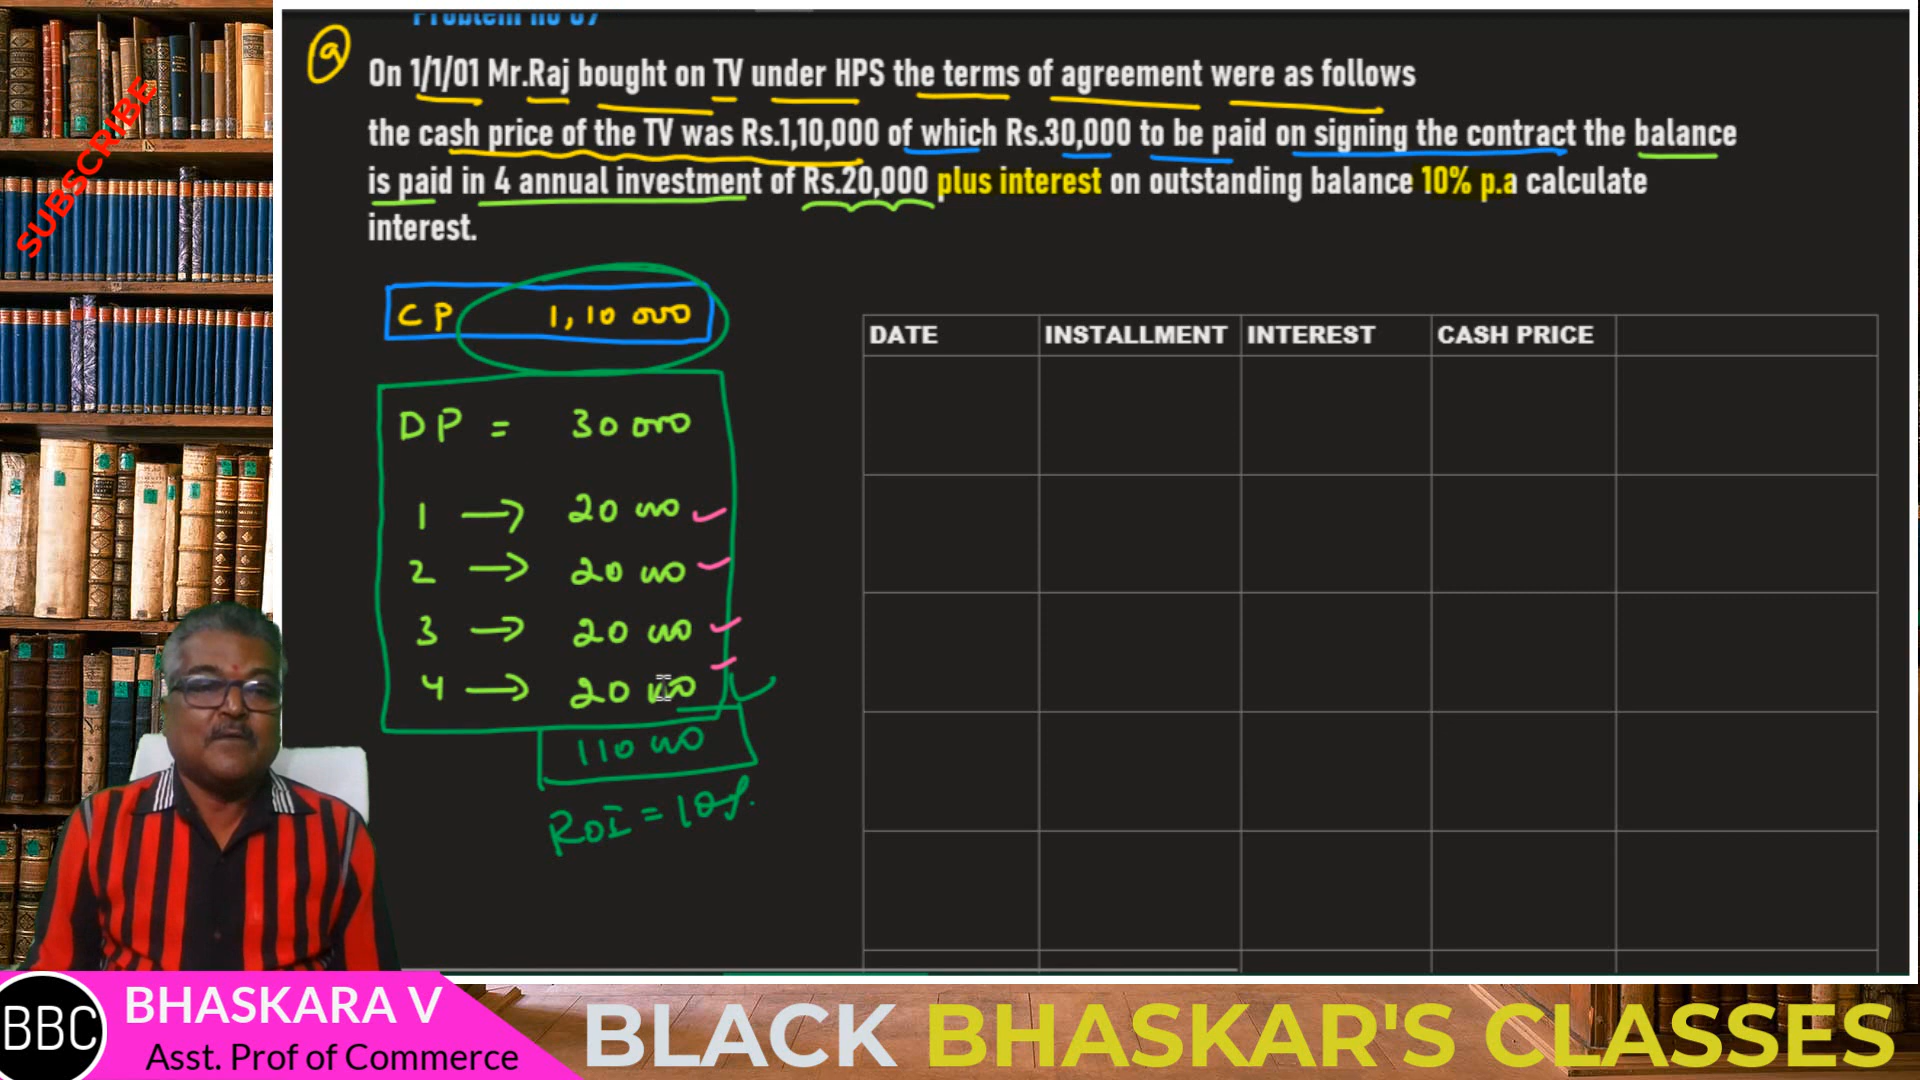 SUBSCRIBE
Problem no 09
a
On 1/1/01 Mr.Raj bought on TV under HPS the terms of agreement were as follows
the cash price of the TV was Rs.1,10,000 of which Rs.30,000 to be paid on signing the contract the balance
is paid in 4 annual investment of Rs.20,000 plus interest on outstanding balance 10% p.a calculate
interest.
CP 1,10 000
DP = 30 000
1 → 20 000
2 → 20 000
3 → 20 000
4 → 20 000
110 000
ROI = 10%.
DATE INSTALLMENT INTEREST CASH PRICE
BBC
BHASKARA V
Asst. Prof of Commerce
BLACK BHASKAR'S CLASSES